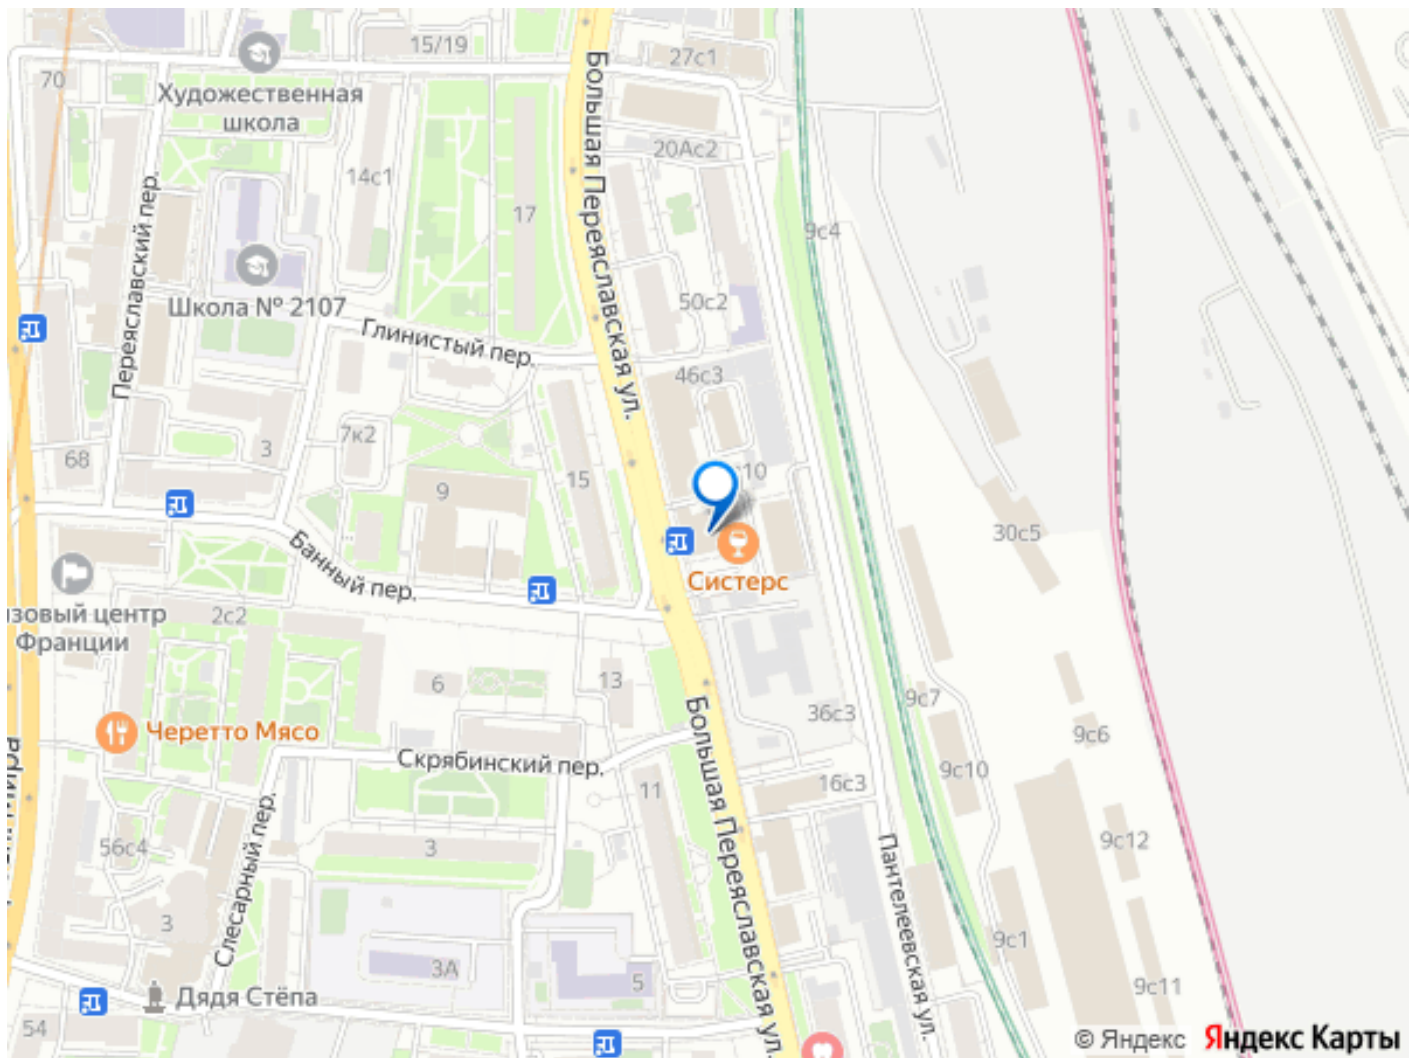 15/19
27с1
70
Художественная
школа
20Ас2
14с1
17
Большая Переяславская ул.
Переяславский пер.
9с4
Школа № 2107
50с2
Глинистый пер.
46с3
7к2
3
68
15
10
9
30с5
Систерс
Банный пер.
зовый центр
Франции
2с2
6
13
9с7
36с3
9с6
Черетто Мясо
Скрябинский пер.
Большая Переяславская ул.
11
16с3
9с10
56с4
3
9с12
Слесарный пер.
Пантелеевская ул.
3
9с1
3А
5
9с11
Дядя Стёпа
54
© Яндекс Яндекс Карты